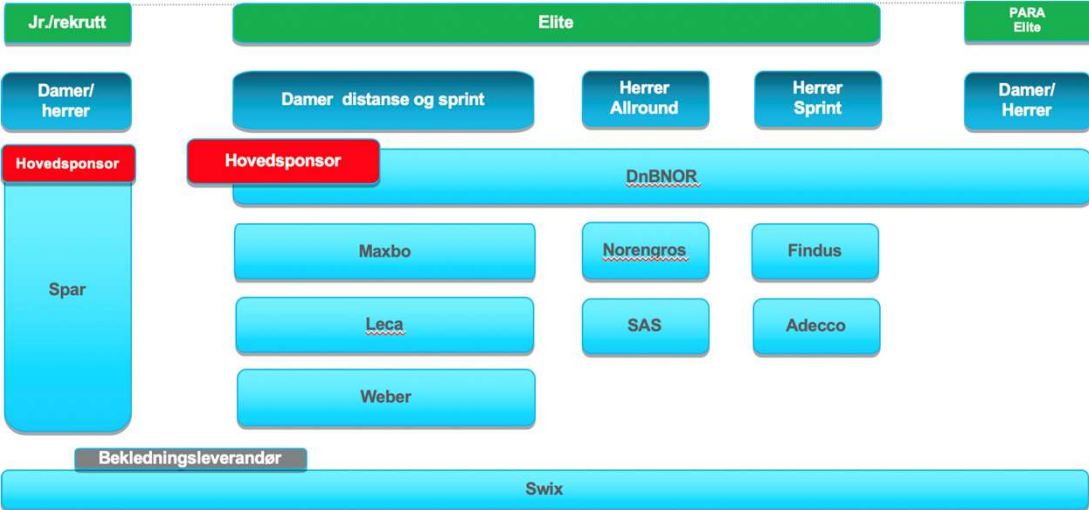 Jr./rekrutt
Elite
PARA
Elite
Damer/
herrer
Damer distanse og sprint
Herrer
Allround
Herrer
Sprint
Damer/
Herrer
Hovedsponsor
Hovedsponsor
DnBNOR
Maxbo
Norengros
Findus
Spar
Leca
SAS
Adecco
Weber
Bekledningsleverandør
Swix